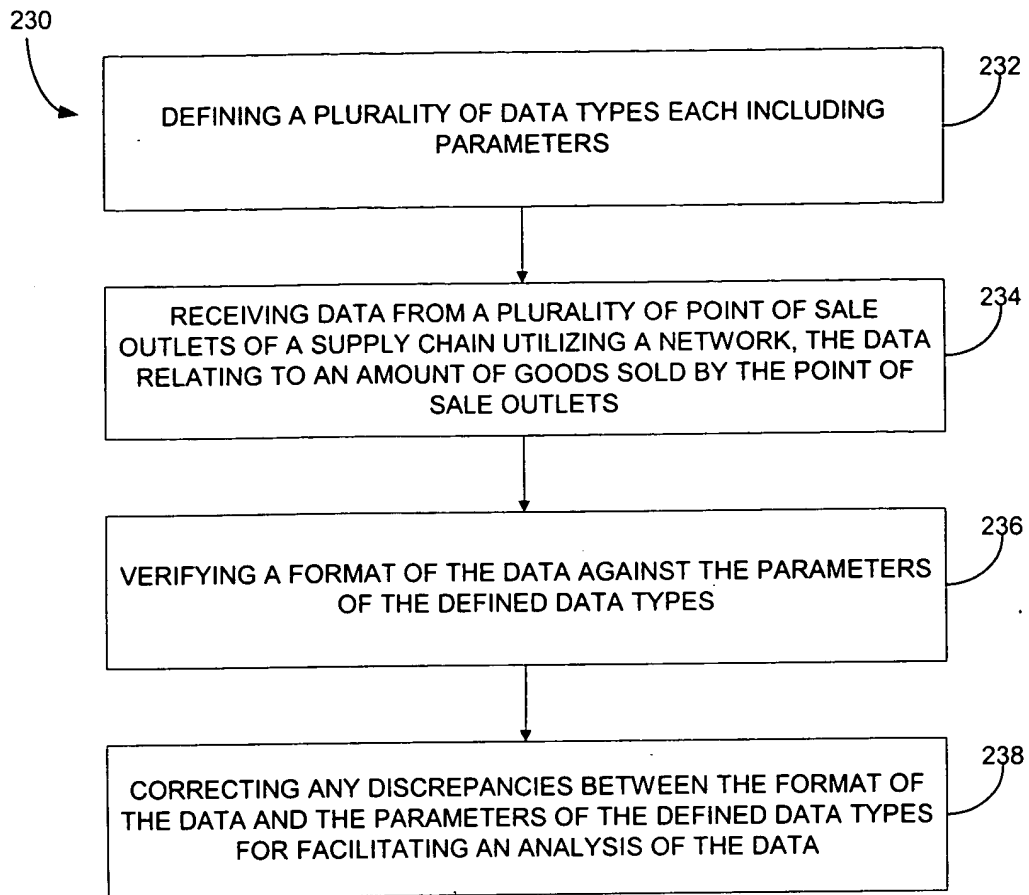 230
232
DEFINING A PLURALITY OF DATA TYPES EACH INCLUDING
PARAMETERS
234
RECEIVING DATA FROM A PLURALITY OF POINT OF SALE
OUTLETS OF A SUPPLY CHAIN UTILIZING A NETWORK, THE DATA
RELATING TO AN AMOUNT OF GOODS SOLD BY THE POINT OF
SALE OUTLETS
236
VERIFYING A FORMAT OF THE DATA AGAINST THE PARAMETERS
OF THE DEFINED DATA TYPES
238
CORRECTING ANY DISCREPANCIES BETWEEN THE FORMAT OF
THE DATA AND THE PARAMETERS OF THE DEFINED DATA TYPES
FOR FACILITATING AN ANALYSIS OF THE DATA